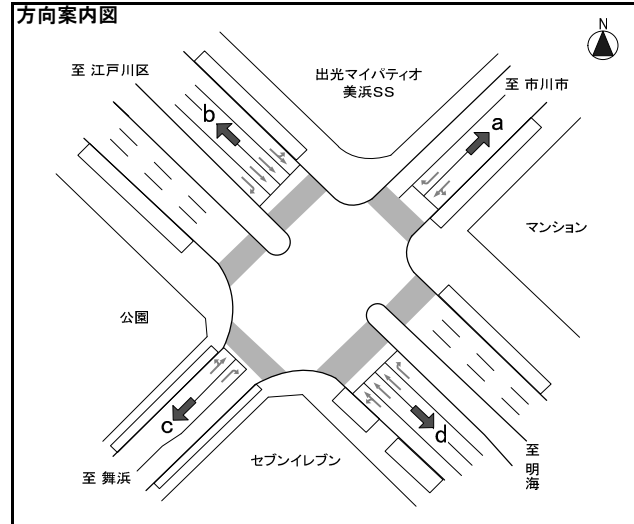 方向案内図
N
至 江戸川区
出光マイパティオ
美浜SS
至 市川市
b
a
マンション
公園
c
d
至 舞浜
セブンイレブン
至 明海